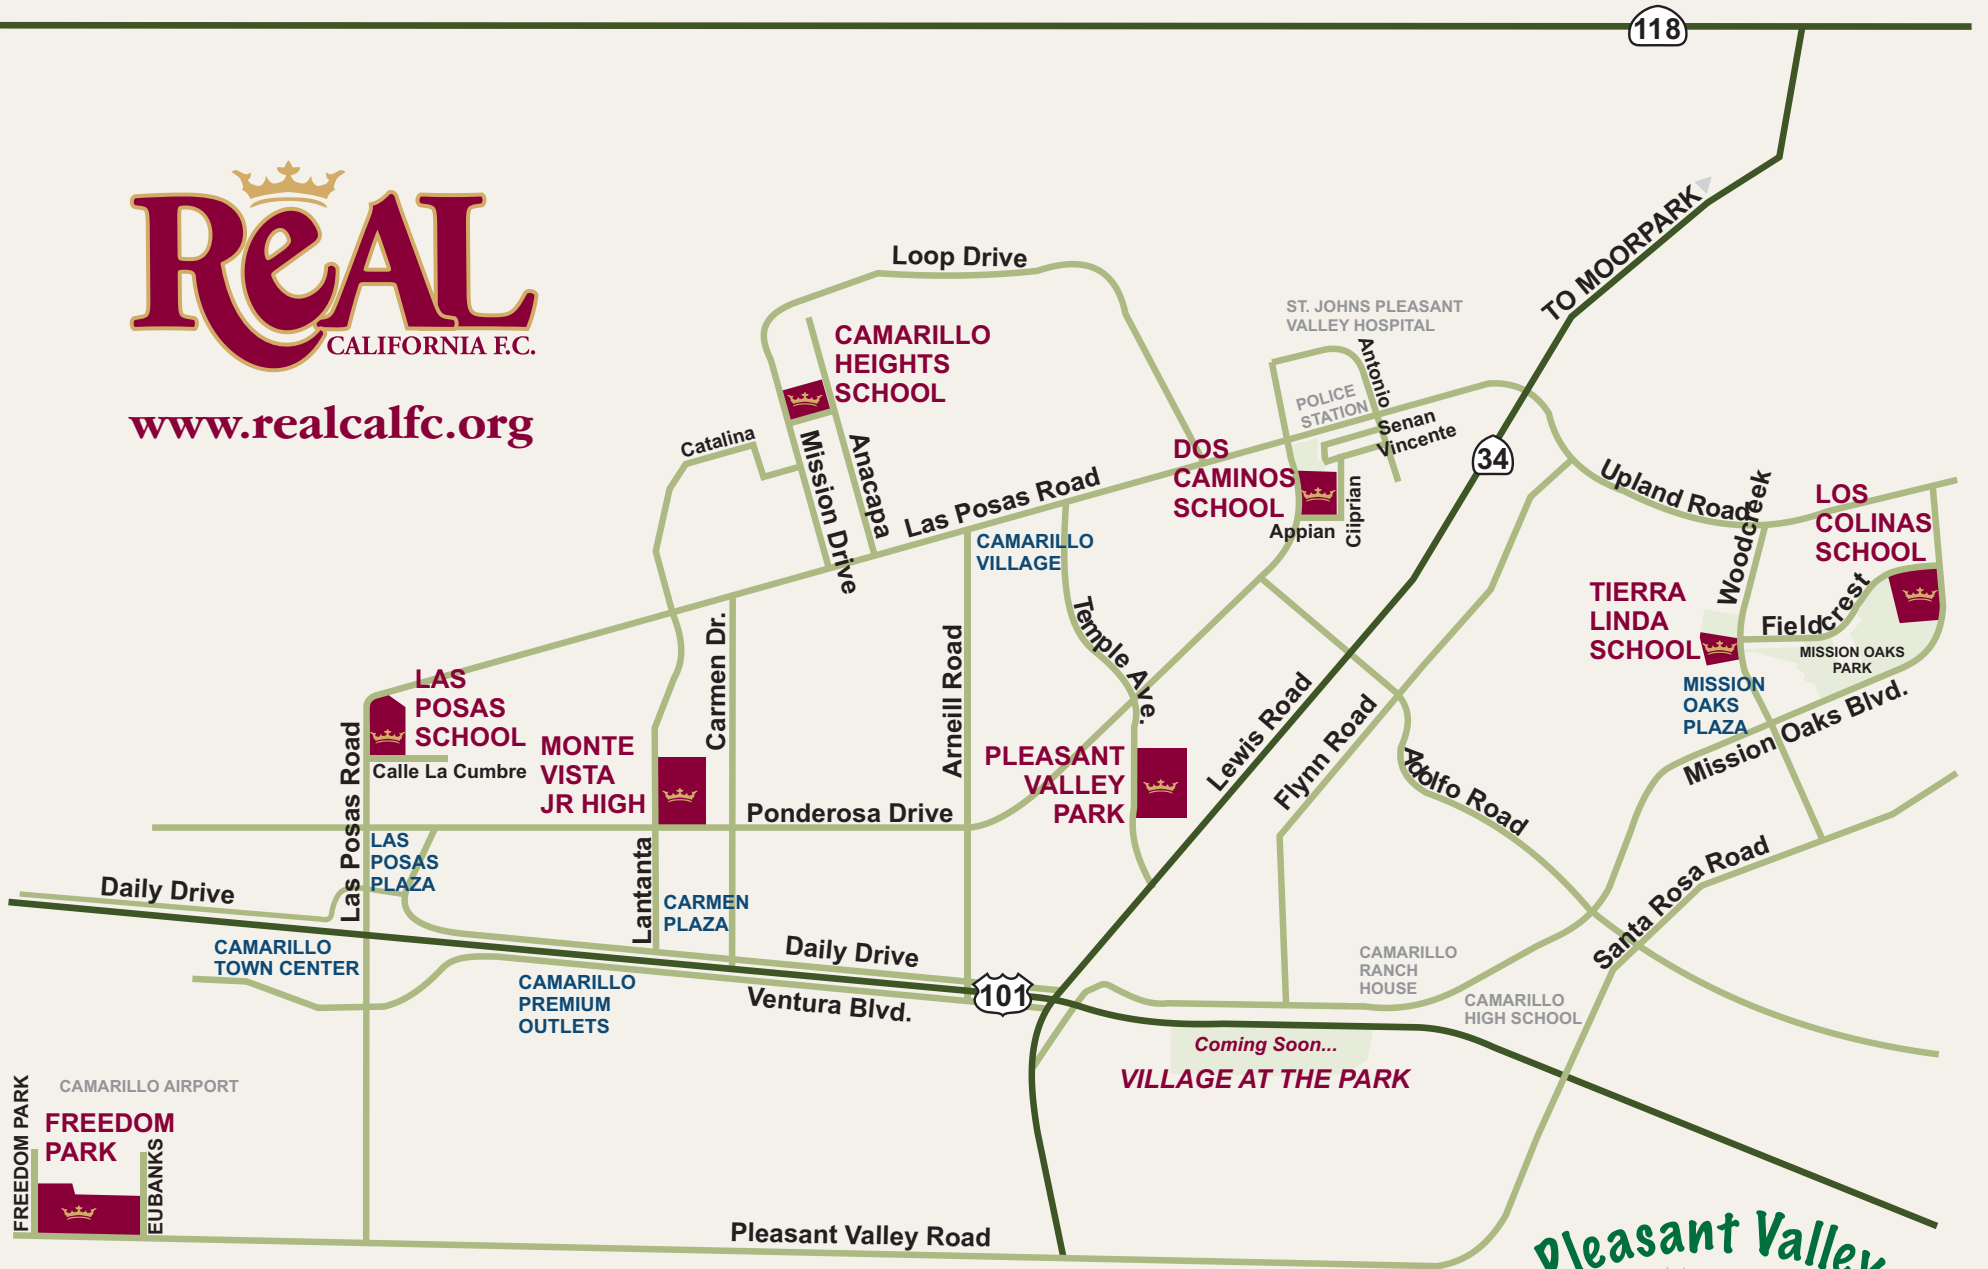 118
ReAL
CALIFORNIA F.C.
www.realcalfc.org
TO MOORPARK
Loop Drive
ST. JOHNS PLEASANT
VALLEY HOSPITAL
CAMARILLO
HEIGHTS
SCHOOL
Antonio
POLICE
STATION
Senan
Vincente
Catalina
Mission Drive
Anacapa
Las Posas Road
DOS
CAMINOS
SCHOOL
34
Appian
Ciiprian
Upland Road
Woodcreek
LOS
COLINAS
SCHOOL
CAMARILLO
VILLAGE
TIERRA
LINDA
SCHOOL
Fieldcrest
MISSION OAKS
PARK
MISSION
OAKS
PLAZA
Mission Oaks Blvd.
Temple Ave.
Carmen Dr.
Arneill Road
LAS
POSAS
SCHOOL
Calle La Cumbre
Las Posas Road
MONTE
VISTA
JR HIGH
PLEASANT
VALLEY
PARK
Lewis Road
Flynn Road
Adolfo Road
Ponderosa Drive
LAS
POSAS
PLAZA
Lantanta
CARMEN
PLAZA
Santa Rosa Road
Daily Drive
CAMARILLO
TOWN CENTER
Daily Drive
101
Ventura Blvd.
CAMARILLO
PREMIUM
OUTLETS
CAMARILLO
RANCH
HOUSE
CAMARILLO
HIGH SCHOOL
Coming Soon...
VILLAGE AT THE PARK
CAMARILLO AIRPORT
FREEDOM PARK
FREEDOM
PARK
EUBANKS
Pleasant Valley Road
Pleasant Valley